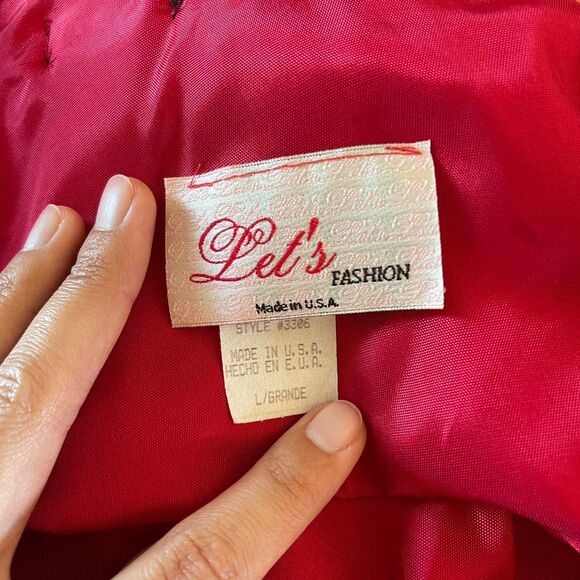 Let's
FASHION
Made in U.S.A.
STYLE #3306
MADE IN U.S.A.
HECHO EN E.U.A.
L/GRANDE